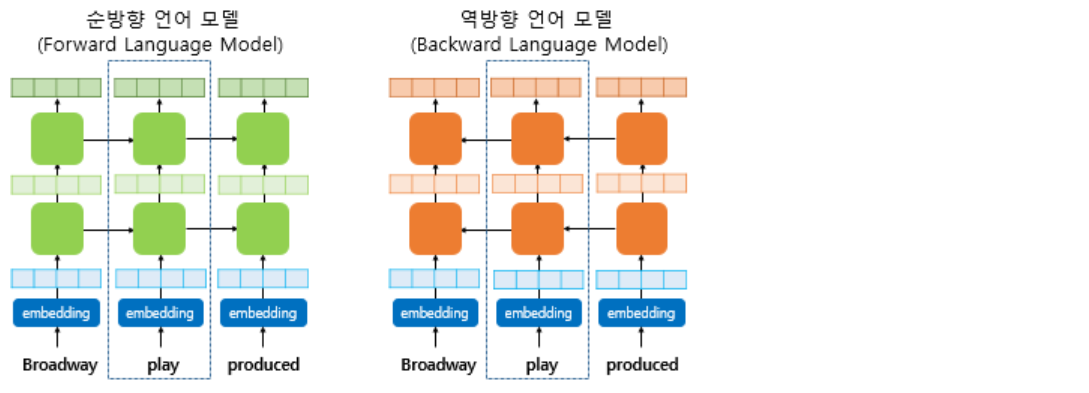 순방향 언어 모델
(Forward Language Model)
embedding
embedding
embedding
Broadway
play
produced
역방향 언어 모델
(Backward Language Model)
embedding
embedding
embedding
Broadway
play
produced